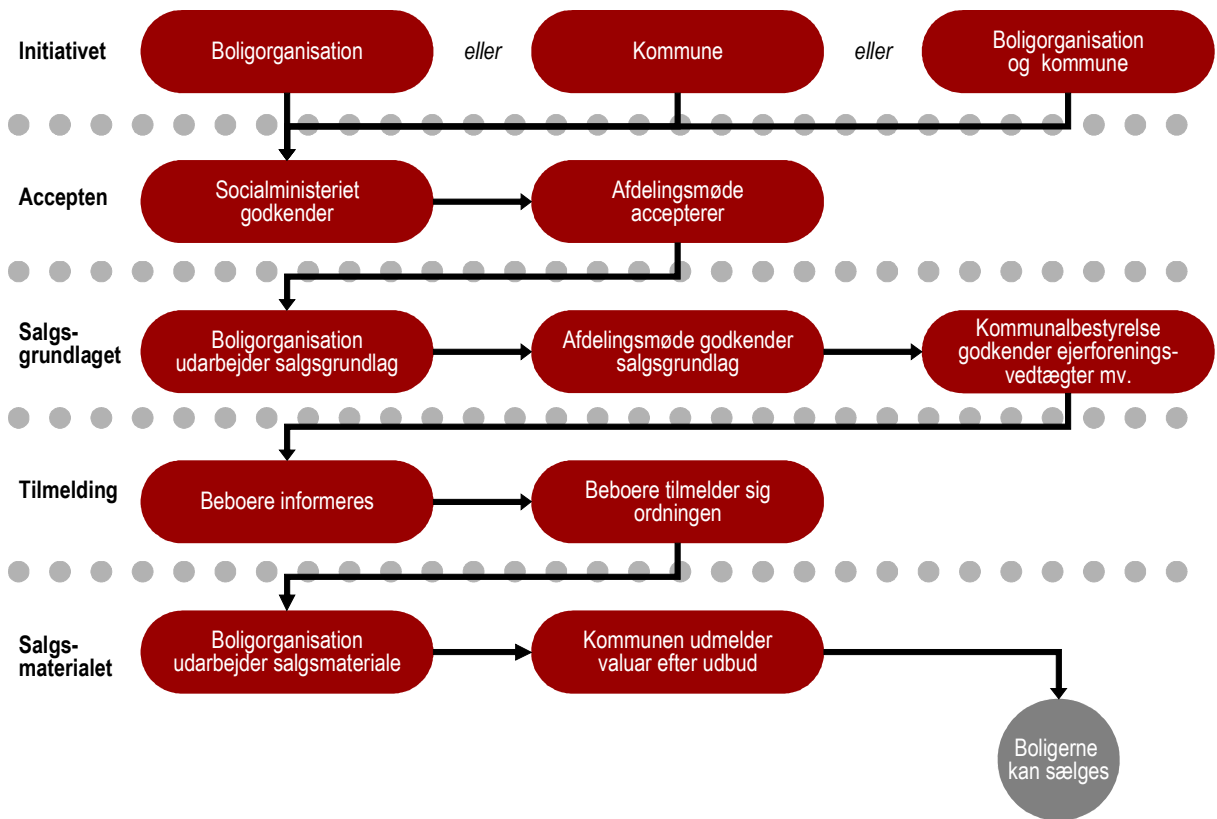 Initiativet
Boligorganisation
eller
Kommune
eller
Boligorganisation
og kommune
Accepten
Socialministeriet
godkender
Afdelingsmøde
accepterer
Salgs-
grundlaget
Boligorganisation
udarbejder salgsgrundlag
Afdelingsmøde godkender
salgsgrundlag
Kommunalbestyrelse
godkender ejerforenings-
vedtægter mv.
Tilmelding
Beboere informeres
Beboere tilmelder sig
ordningen
Salgs-
materialet
Boligorganisation
udarbejder salgsmateriale
Kommunen udmelder
valuar efter udbud
Boligerne
kan sælges